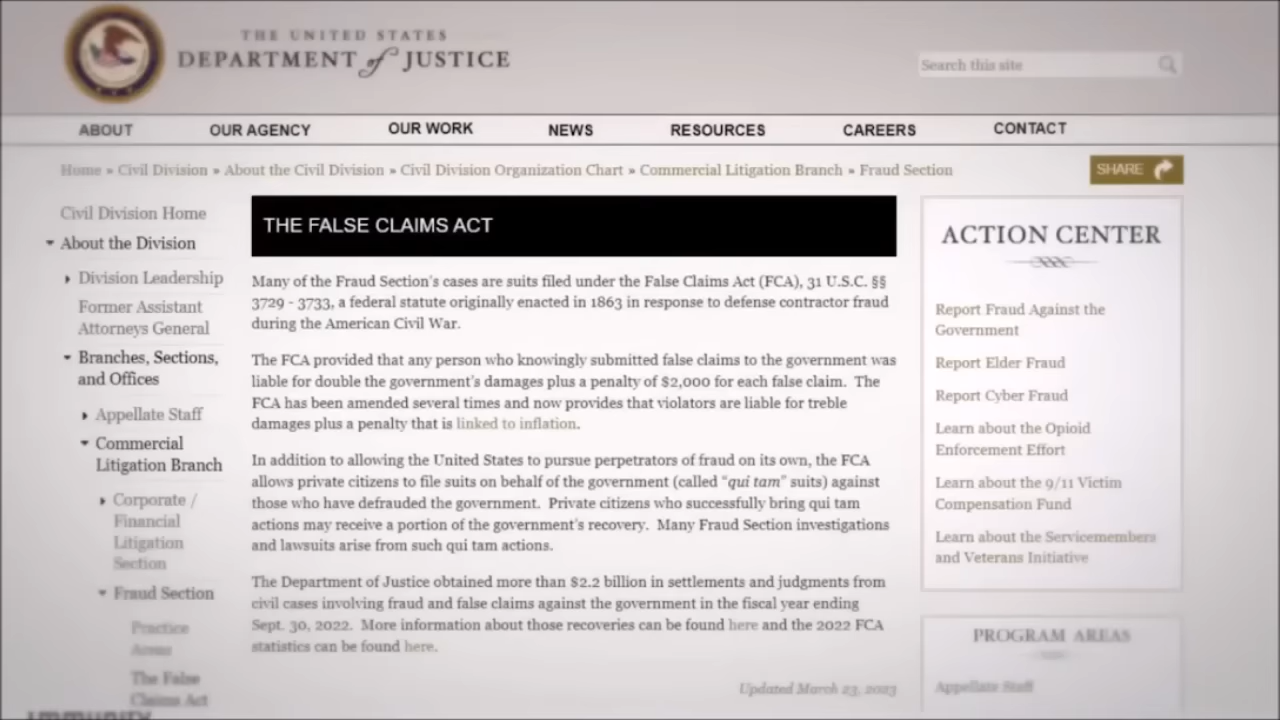 THE UNITED STATES
DEPARTMENT of JUSTICE
Search this site
ABOUT OUR AGENCY OUR WORK NEWS RESOURCES CAREERS CONTACT
Home » Civil Division » About the Civil Division » Civil Division Organization Chart » Commercial Litigation Branch » Fraud Section
SHARE
Civil Division Home
About the Division
Division Leadership
Former Assistant
Attorneys General
Branches, Sections,
and Offices
Appellate Staff
Commercial
Litigation Branch
Corporate /
Financial
Litigation
Section
Fraud Section
Practice
Areas
The False
Claims Act
THE FALSE CLAIMS ACT
Many of the Fraud Section's cases are suits filed under the False Claims Act (FCA), 31 U.S.C. §§
3729 - 3733, a federal statute originally enacted in 1863 in response to defense contractor fraud
during the American Civil War.
The FCA provided that any person who knowingly submitted false claims to the government was
liable for double the government's damages plus a penalty of $2,000 for each false claim. The
FCA has been amended several times and now provides that violators are liable for treble
damages plus a penalty that is linked to inflation.
In addition to allowing the United States to pursue perpetrators of fraud on its own, the FCA
allows private citizens to file suits on behalf of the government (called “qui tam” suits) against
those who have defrauded the government. Private citizens who successfully bring qui tam
actions may receive a portion of the government's recovery. Many Fraud Section investigations
and lawsuits arise from such qui tam actions.
The Department of Justice obtained more than $2.2 billion in settlements and judgments from
civil cases involving fraud and false claims against the government in the fiscal year ending
Sept. 30, 2022. More information about those recoveries can be found here and the 2022 FCA
statistics can be found here.
Updated March 23, 2023
ACTION CENTER
Report Fraud Against the
Government
Report Elder Fraud
Report Cyber Fraud
Learn about the Opioid
Enforcement Effort
Learn about the 9/11 Victim
Compensation Fund
Learn about the Servicemembers
and Veterans Initiative
PROGRAM AREAS
Appellate Staff